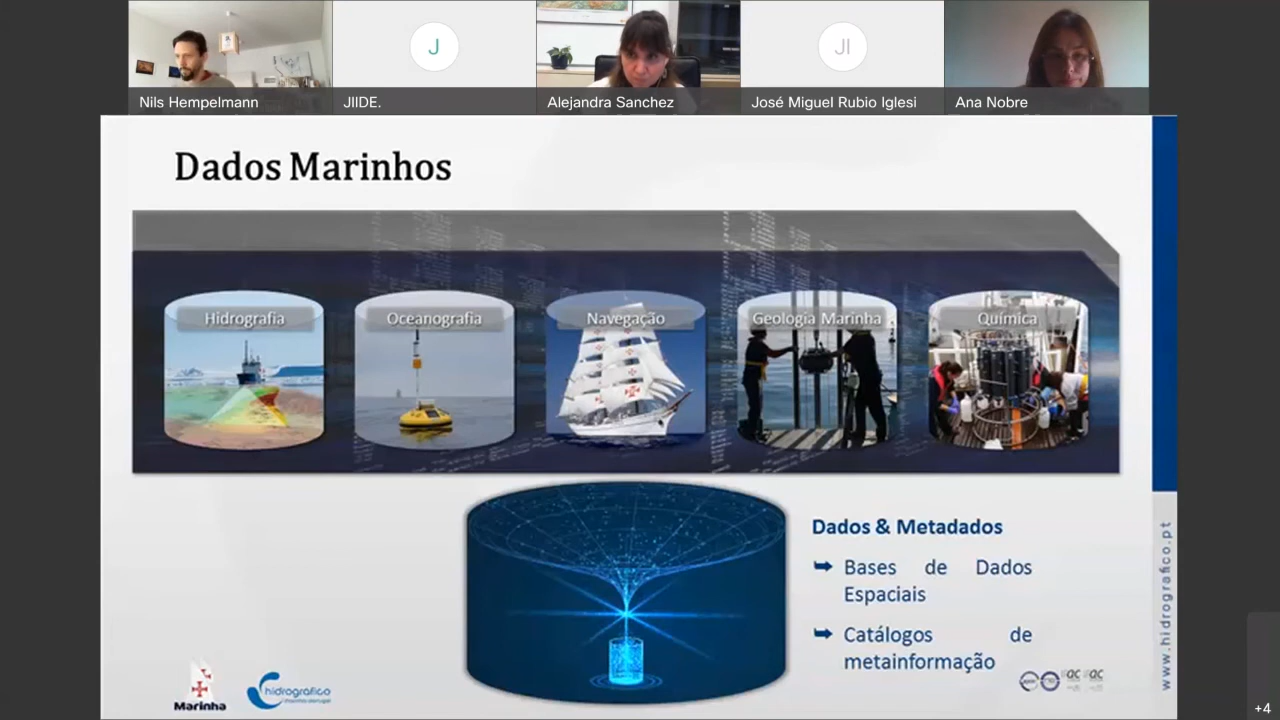 Nils Hempelmann
J
JIIDE.
Alejandra Sanchez
JI
José Miguel Rubio Iglesi
Ana Nobre
Dados Marinhos
Hidrografia
Oceanografia
Navegação
Geologia Marinha
Química
Dados & Metadados
Bases de Dados
Espaciais
Catálogos de
metainformação
www.hidrografico.pt
Marinha
hidrográfico
+4